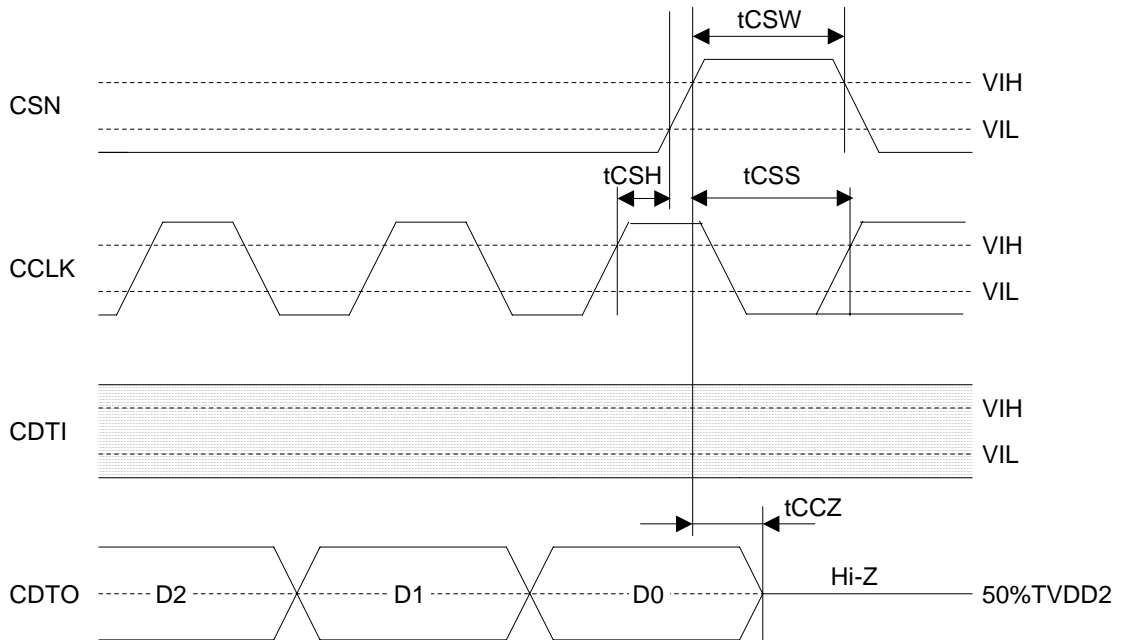 tCSW
CSN
VIH
VIL
tCSH
tCSS
CCLK
VIH
VIL
CDTI
VIH
VIL
tCCZ
CDTO
D2
D1
D0
Hi-Z
50%TVDD2